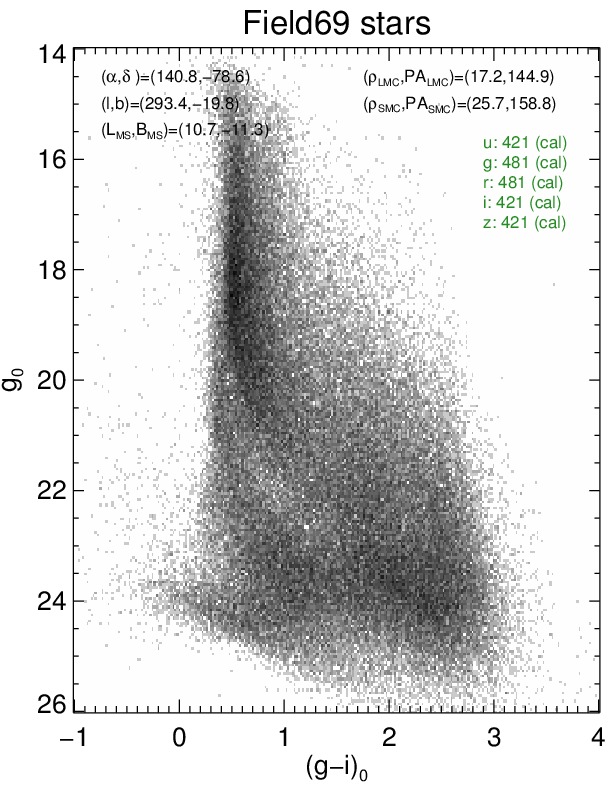 Field69 stars
(α,δ)=(140.8,−78.6)
(ρLMC,PALMC)=(17.2,144.9)
(l,b)=(293.4,−19.8)
(ρSMC,PASMC)=(25.7,158.8)
(LMS,BMS)=(10.7,−11.3)
u: 421 (cal)
g: 481 (cal)
r: 481 (cal)
i: 421 (cal)
z: 421 (cal)
14
16
18
20
22
24
26
g0
−1 0 1 2 3 4
(g−i)0